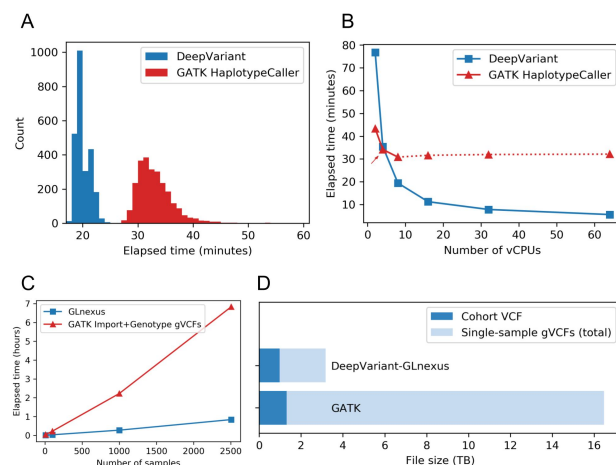 A
DeepVariant
GATK HaplotypeCaller
Count
1000
800
600
400
200
0
20 30 40 50 60
Elapsed time (minutes)
B
DeepVariant
GATK HaplotypeCaller
Elapsed time (minutes)
80
70
60
50
40
30
20
10
0 10 20 30 40 50 60
Number of vCPUs
C
GLnexus
GATK Import+Genotype gVCFs
Elapsed time (hours)
7
6
5
4
3
2
1
0
0 500 1000 1500 2000 2500
Number of samples
D
Cohort VCF
Single-sample gVCFs (total)
DeepVariant-GLnexus
GATK
0 2 4 6 8 10 12 14 16
File size (TB)